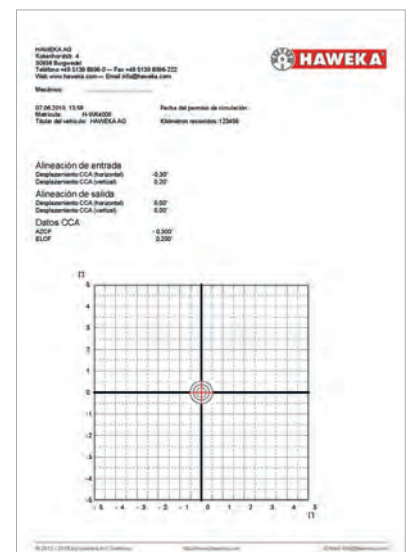 HAWEKA AG
Kokenhorststr. 4
30938 Burgwedel
Teléfono +49 5139 8996-0 — Fax +49 5139 8996-222
Web www.haweka.com — Email info@haweka.com
HAWEKA
Mecánico:
07.06.2010, 13:58
Fecha del permiso de circulación:
Matrícula: H-WK4000
Titular del vehículo: HAWEKA AG
Kilómetros recorridos: 123456
Alineación de entrada
Desplazamiento CCA (horizontal) -0.30°
Desplazamiento CCA (vertical) 0.20°
Alineación de salida
Desplazamiento CCA (horizontal) 0.00°
Desplazamiento CCA (vertical) 0.00°
Datos CCA
AZOF -0.300°
ELOF 0.200°
[°]
5
4
3
2
1
0
-1
-2
-3
-4
-5
-5 -4 -3 -2 -1 0 1 2 3 4 5
[°]